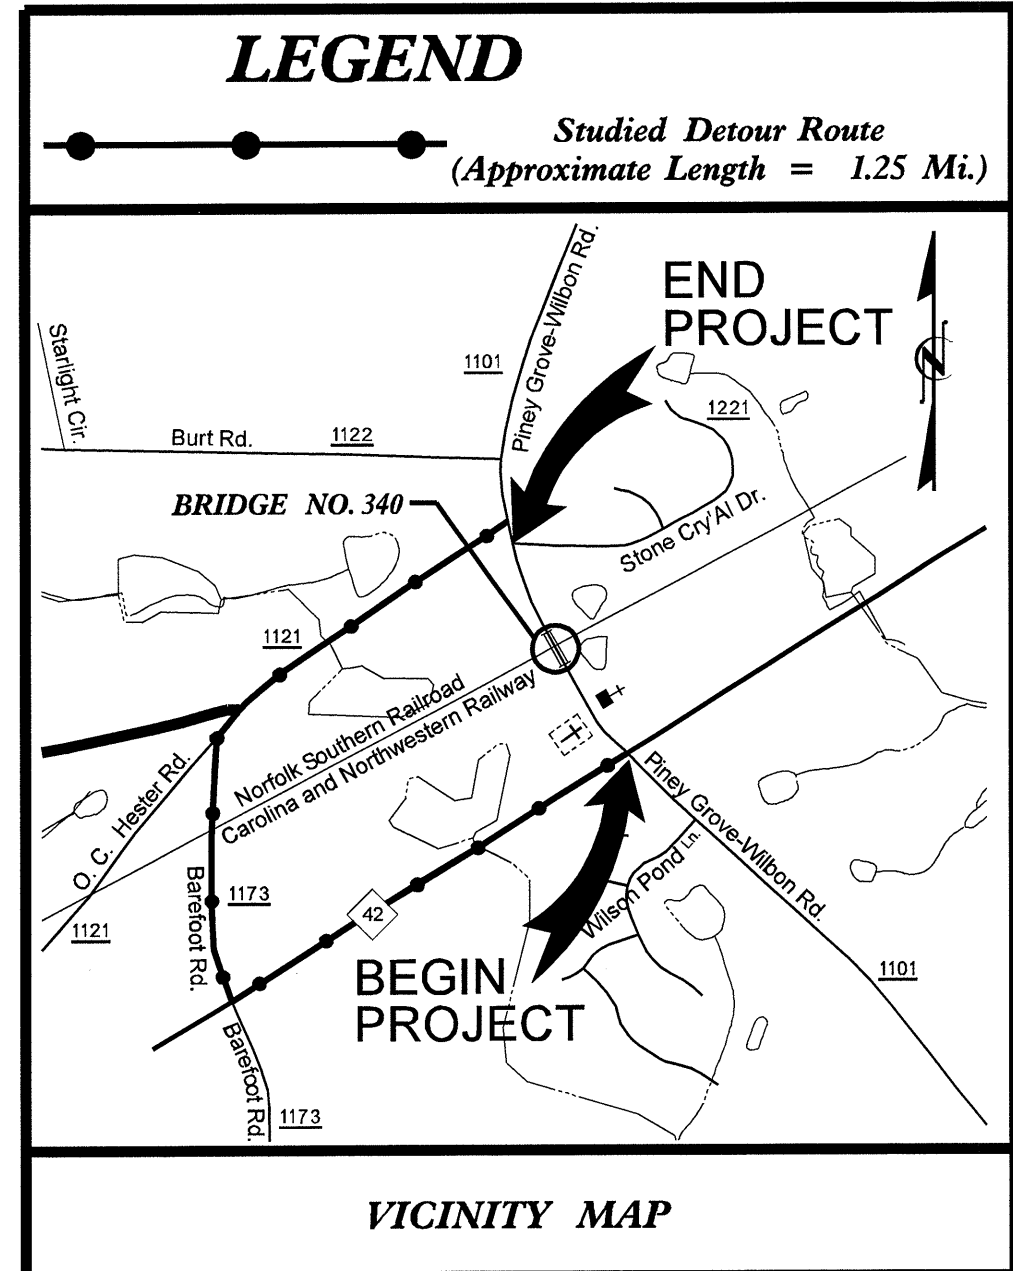 LEGEND
Studied Detour Route
(Approximate Length = 1.25 Mi.)
Piney Grove-Wilbon Rd.
END
PROJECT
N
Starlight Cir.
1101
1221
Burt Rd.
1122
BRIDGE NO. 340
Stone Cry'Al Dr.
1121
Norfolk Southern Railroad
Carolina and Northwestern Railway
O. C. Hester Rd.
Piney Grove-Wilbon Rd.
Wilson Pond Ln.
Barefoot Rd.
1173
42
1121
BEGIN
PROJECT
1101
Barefoot Rd.
1173
VICINITY MAP